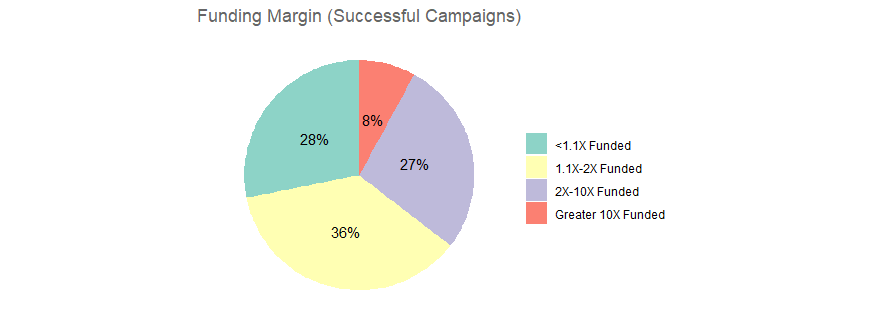 Funding Margin (Successful Campaigns)
8%
28%
27%
36%
<1.1X Funded
1.1X-2X Funded
2X-10X Funded
Greater 10X Funded